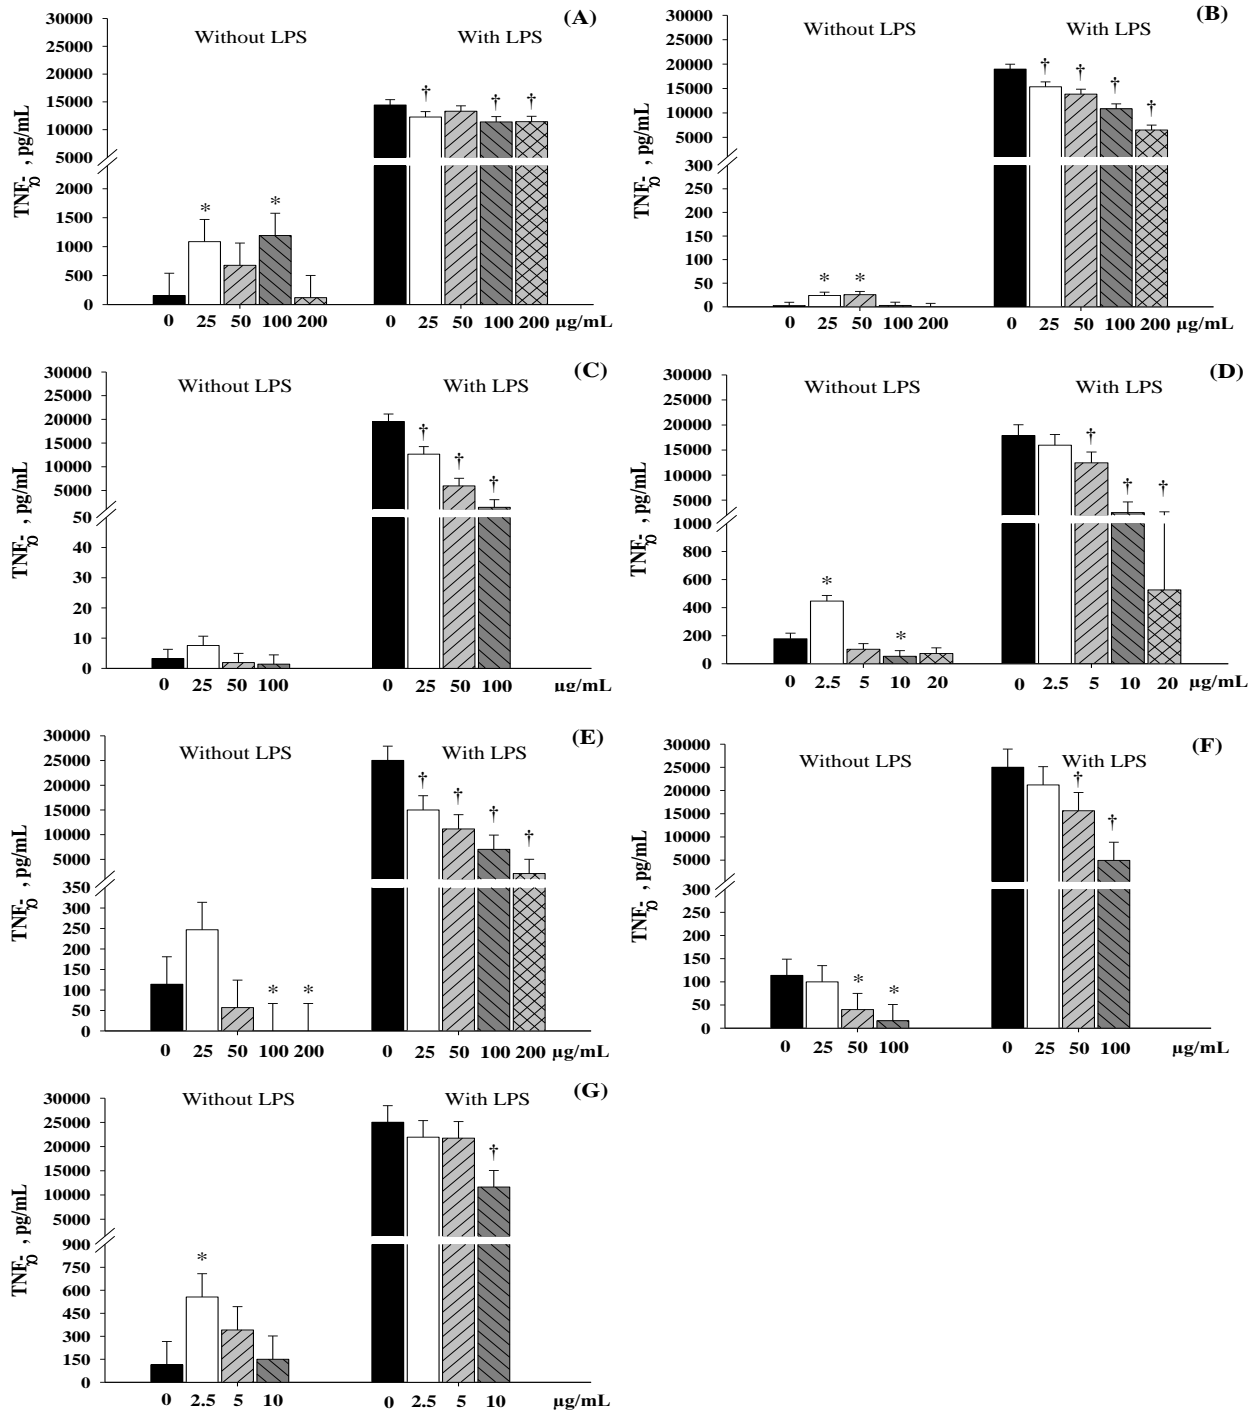 (A)
Without LPS With LPS
TNF-α, pg/mL
30000
25000
20000
15000
10000
5000
2000
1500
1000
500
0
* *
† † †
0 25 50 100 200 0 25 50 100 200 µg/mL
(B)
Without LPS With LPS
TNF-α, pg/mL
30000
25000
20000
15000
10000
5000
300
250
200
150
100
50
0
* *
† † † †
0 25 50 100 200 0 25 50 100 200 µg/mL
(C)
Without LPS With LPS
TNF-α, pg/mL
30000
25000
20000
15000
10000
5000
50
40
30
20
10
0
† † †
0 25 50 100 0 25 50 100 µg/mL
(D)
Without LPS With LPS
TNF-α, pg/mL
30000
25000
20000
15000
10000
5000
1000
800
600
400
200
0
* *
† † †
0 2.5 5 10 20 0 2.5 5 10 20 µg/mL
(E)
Without LPS With LPS
TNF-α, pg/mL
30000
25000
20000
15000
10000
5000
350
300
250
200
150
100
50
0
* *
† † † †
0 25 50 100 200 0 25 50 100 200 µg/mL
(F)
Without LPS With LPS
TNF-α, pg/mL
30000
25000
20000
15000
10000
5000
300
250
200
150
100
50
0
* *
† †
0 25 50 100 0 25 50 100 µg/mL
(G)
Without LPS With LPS
TNF-α, pg/mL
30000
25000
20000
15000
10000
5000
900
750
600
450
300
150
0
*
†
0 2.5 5 10 0 2.5 5 10 µg/mL